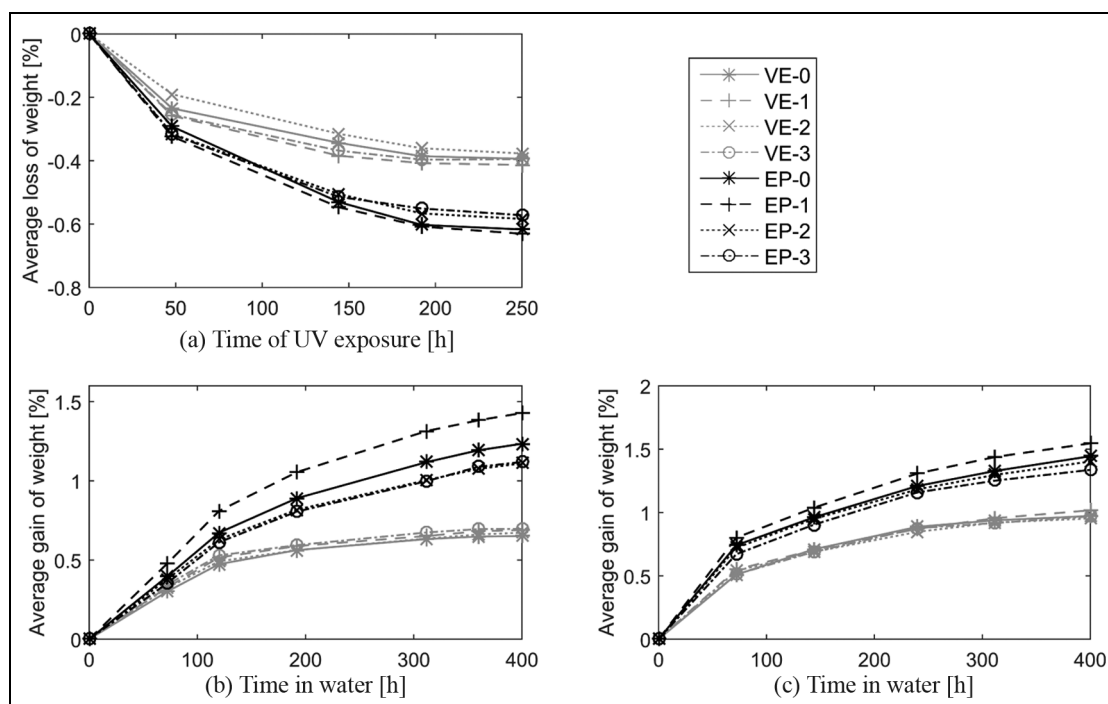 Average loss of weight [%]
0
-0.2
-0.4
-0.6
-0.8
0 50 100 150 200 250
(a) Time of UV exposure [h]
VE-0
VE-1
VE-2
VE-3
EP-0
EP-1
EP-2
EP-3
Average gain of weight [%]
1.5
1
0.5
0
0 100 200 300 400
(b) Time in water [h]
Average gain of weight [%]
2
1.5
1
0.5
0
0 100 200 300 400
(c) Time in water [h]